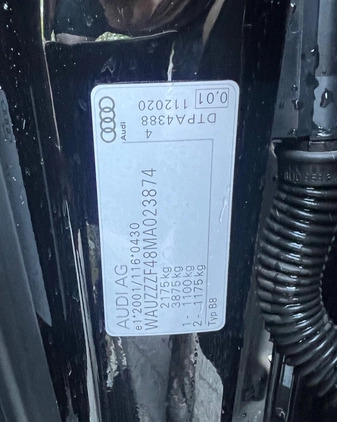 AUDI AG
e1*2001/116*0430
WAUZZZF48MA023874
2175kg
3875kg
1- 1100kg
2- 1175kg
Typ B8
Audi
DTPA4388
4
0.01 112020